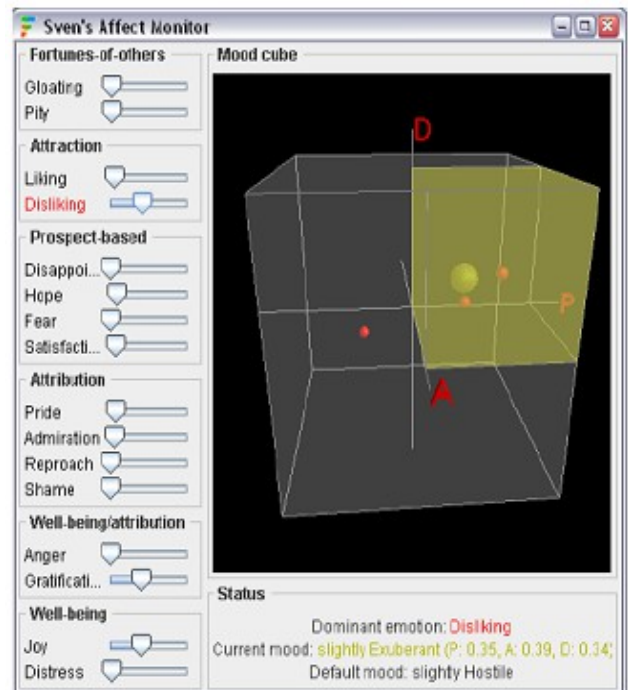 Sven's Affect Monitor
Fortunes-of-others
Gloating
Pity
Attraction
Liking
Disliking
Prospect-based
Disappoi...
Hope
Fear
Satisfacti...
Attribution
Pride
Admiration
Reproach
Shame
Well-being/attribution
Anger
Gratificati...
Well-being
Joy
Distress
Mood cube
D
P
A
Status
Dominant emotion: Disliking
Current mood: slightly Exuberant (P: 0.35, A: 0.39, D: 0.34)
Default mood: slightly Hostile